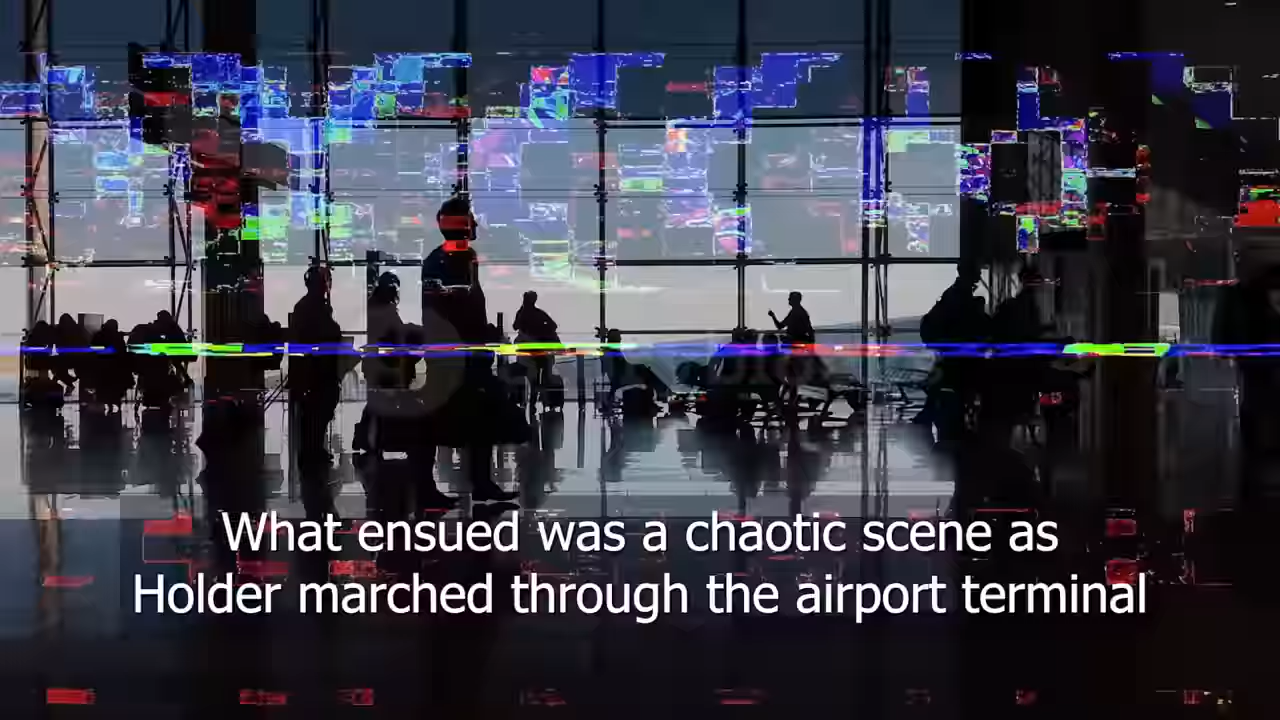 What ensued was a chaotic scene as
Holder marched through the airport terminal